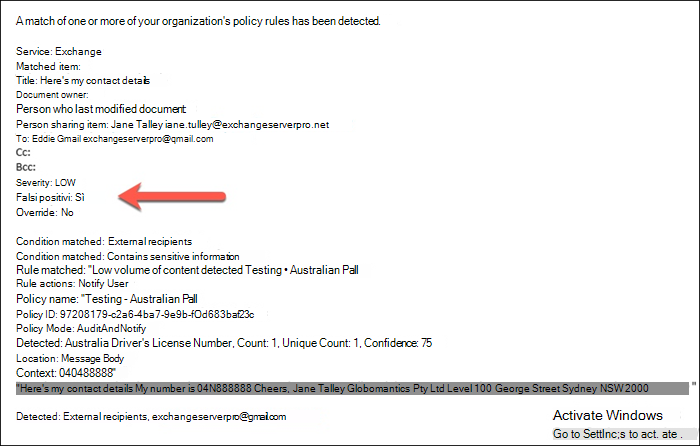 A match of one or more of your organization's policy rules has been detected.
Service: Exchange
Matched item:
Title: Here's my contact details
Document owner:
Person who last modified document
Person sharing item: Jane Talley iane.tulley@exchangeserverpro.net
To: Eddie Gmail exchangeserverpro@qmail.com
Cc:
Bcc:
Severity: LOW
Falsi positivi: Sì
Override: No
Condition matched: External recipients
Condition matched: Contains sensitive information
Rule matched: "Low volume of content detected Testing • Australian Pall
Rule actions: Notify User
Policy name: "Testing - Australian Pall
Policy ID: 97208179-c2a6-4ba7-9e9b-fOd683baf23c
Policy Mode: AuditAndNotify
Detected: Australia Driver's License Number, Count: 1, Unique Count: 1, Confidence: 75
Location: Message Body
Context: 040488888"
"Here's my contact details My number is 04N888888 Cheers, Jane Talley Globomantics Pty Ltd Level 100 George Street Sydney NSW 2000 "
Detected: External recipients, exchangeserverpro@gmail.com
Activate Windows
Go to SettInc;s to act. ate .